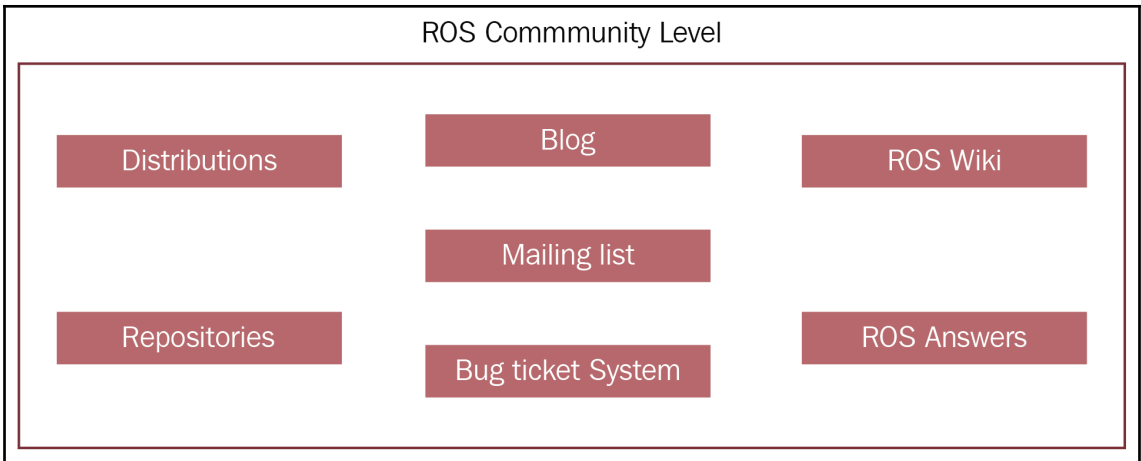 ROS Commmunity Level
Distributions
Blog
ROS Wiki
Mailing list
Repositories
Bug ticket System
ROS Answers